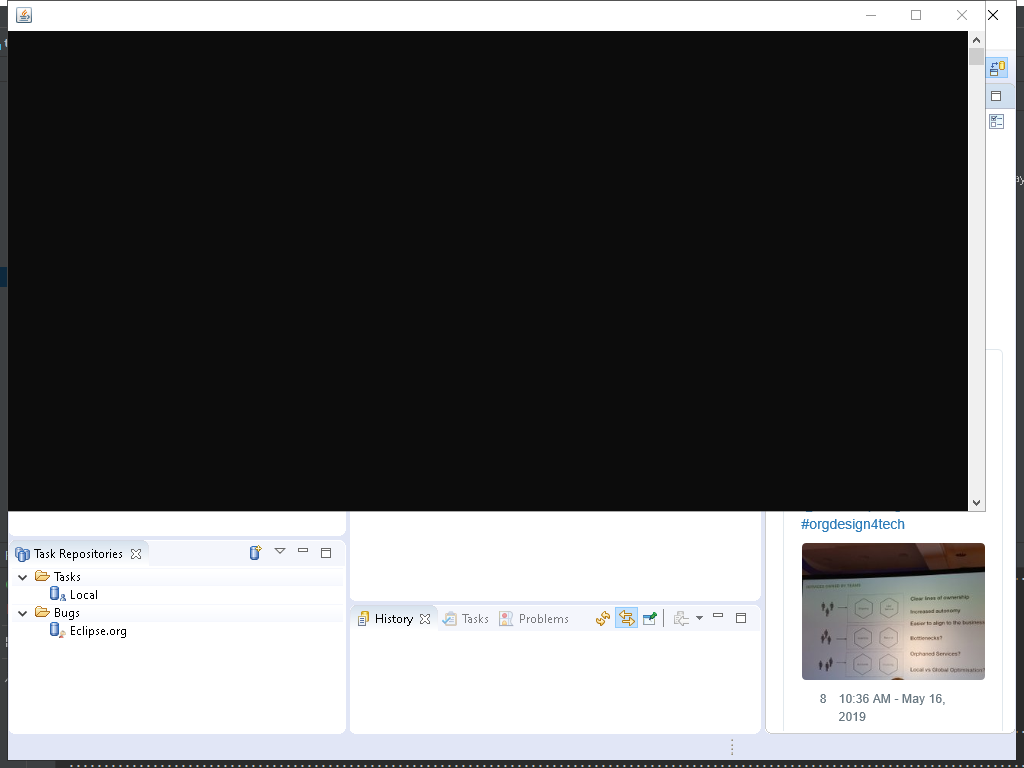 #orgdesign4tech
Task Repositories
Tasks
Local
Bugs
Eclipse.org
History
Tasks
Problems
Clear lines of ownership
Increased autonomy
Easier to align to the business
Bottlenecks?
Orphaned Services?
Local vs Global Optimisation?
8 10:36 AM - May 16,
2019